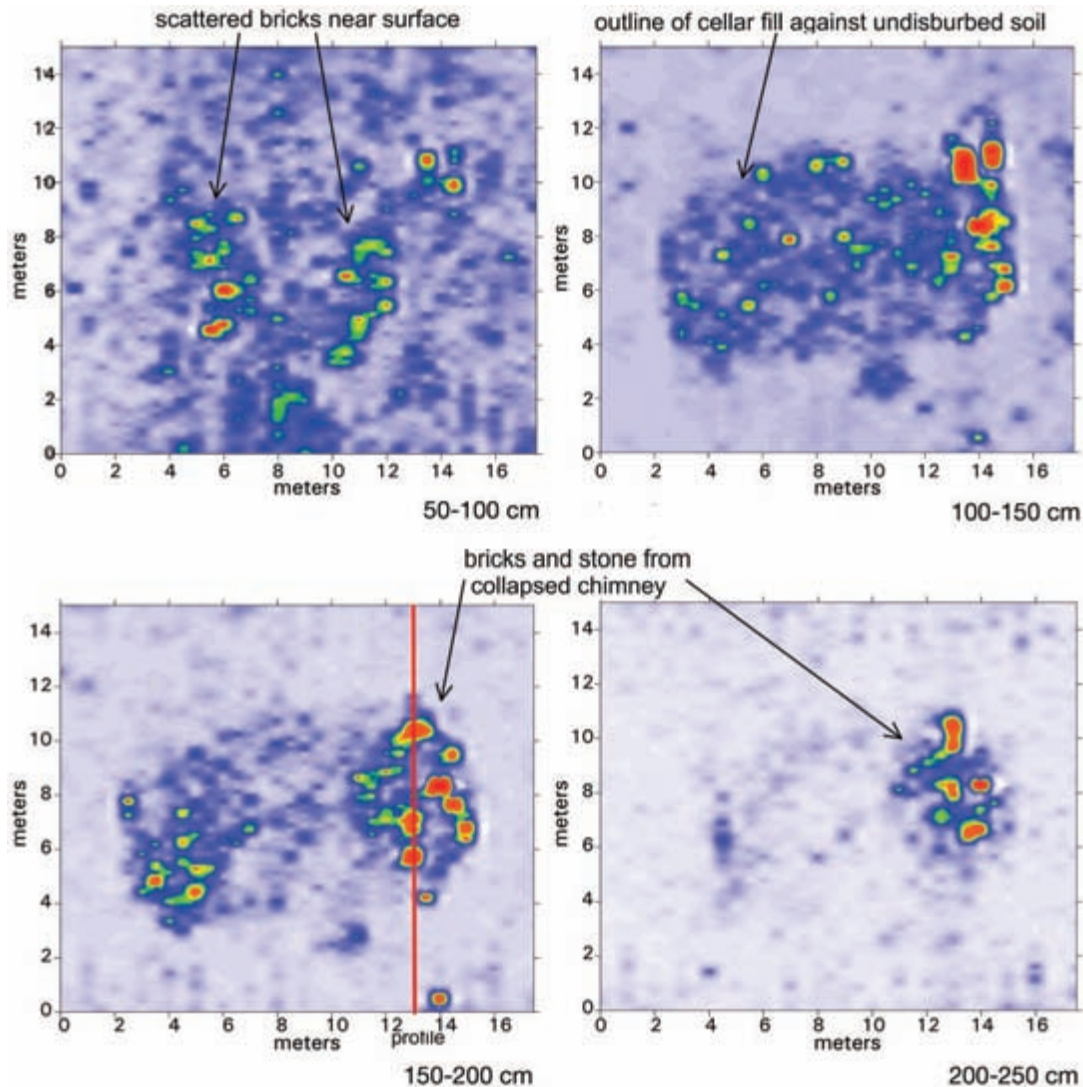 scattered bricks near surface
outline of cellar fill against undisburbed soil
14
12
10
8
6
4
2
0
meters
0 2 4 6 8 10 12 14 16
meters
50-100 cm
14
12
10
8
6
4
2
0
meters
0 2 4 6 8 10 12 14 16
meters
100-150 cm
bricks and stone from
collapsed chimney
14
12
10
8
6
4
2
0
meters
0 2 4 6 8 10 12 14 16
meters
profile
150-200 cm
14
12
10
8
6
4
2
0
meters
0 2 4 6 8 10 12 14 16
meters
200-250 cm